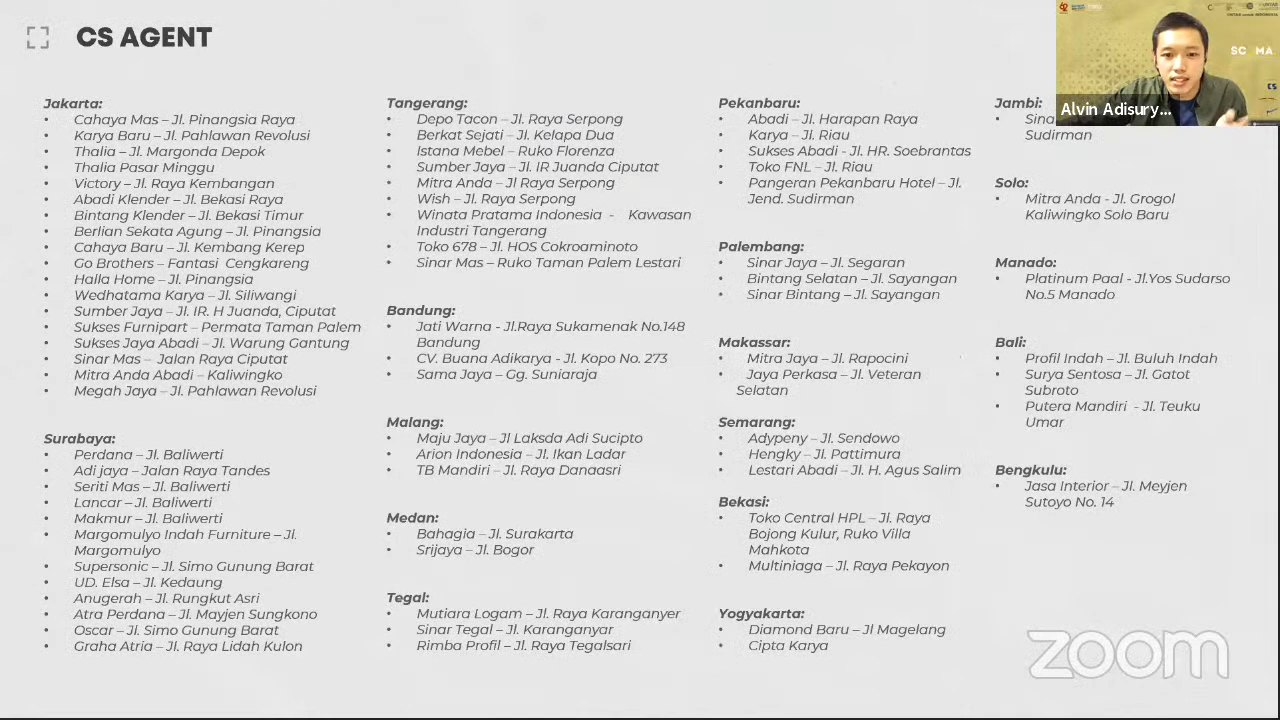 CS AGENT
Jakarta:
• Cahaya Mas – Jl. Pinangsia Raya
• Karya Baru – Jl. Pahlawan Revolusi
• Thalia – Jl. Margonda Depok
• Thalia Pasar Minggu
• Victory – Jl. Raya Kembangan
• Abadi Klender – Jl. Bekasi Raya
• Bintang Klender – Jl. Bekasi Timur
• Berlian Sekata Agung – Jl. Pinangsia
• Cahaya Baru – Jl. Kembang Kerep
• Go Brothers – Fantasi Cengkareng
• Halla Home – Jl. Pinangsia
• Wedhatama Karya – Jl. Siliwangi
• Sumber Jaya – Jl. IR. H Juanda, Ciputat
• Sukses Furnipart – Permata Taman Palem
• Sukses Jaya Abadi – Jl. Warung Gantung
• Sinar Mas – Jalan Raya Ciputat
• Mitra Anda Abadi – Kaliwingko
• Megah Jaya – Jl. Pahlawan Revolusi
Surabaya:
• Perdana – Jl. Baliwerti
• Adi jaya – Jalan Raya Tandes
• Seriti Mas – Jl. Baliwerti
• Lancar – Jl. Baliwerti
• Makmur – Jl. Baliwerti
• Margomulyo Indah Furniture – Jl.
Margomulyo
• Supersonic – Jl. Simo Gunung Barat
• UD. Elsa – Jl. Kedaung
• Anugerah – Jl. Rungkut Asri
• Atra Perdana – Jl. Mayjen Sungkono
• Oscar – Jl. Simo Gunung Barat
• Graha Atria – Jl. Raya Lidah Kulon
Tangerang:
• Depo Tacon – Jl. Raya Serpong
• Berkat Sejati – Jl. Kelapa Dua
• Istana Mebel – Ruko Florenza
• Sumber Jaya – Jl. IR Juanda Ciputat
• Mitra Anda – Jl Raya Serpong
• Wish – Jl. Raya Serpong
• Winata Pratama Indonesia - Kawasan
Industri Tangerang
• Toko 678 – Jl. HOS Cokroaminoto
• Sinar Mas – Ruko Taman Palem Lestari
Bandung:
• Jati Warna - Jl.Raya Sukamenak No.148
Bandung
• CV. Buana Adikarya - Jl. Kopo No. 273
• Sama Jaya – Gg. Suniaraja
Malang:
• Maju Jaya – Jl Laksda Adi Sucipto
• Arion Indonesia – Jl. Ikan Ladar
• TB Mandiri – Jl. Raya Danaasri
Medan:
• Bahagia – Jl. Surakarta
• Srijaya – Jl. Bogor
Tegal:
• Mutiara Logam – Jl. Raya Karanganyer
• Sinar Tegal – Jl. Karanganyar
• Rimba Profil – Jl. Raya Tegalsari
Pekanbaru:
• Abadi – Jl. Harapan Raya
• Karya – Jl. Riau
• Sukses Abadi - Jl. HR. Soebrantas
• Toko FNL – Jl. Riau
• Pangeran Pekanbaru Hotel – Jl.
Jend. Sudirman
Palembang:
• Sinar Jaya – Jl. Segaran
• Bintang Selatan – Jl. Sayangan
• Sinar Bintang – Jl. Sayangan
Makassar:
• Mitra Jaya – Jl. Rapocini
• Jaya Perkasa – Jl. Veteran
Selatan
Semarang:
• Adypeny – Jl. Sendowo
• Hengky – Jl. Pattimura
• Lestari Abadi – Jl. H. Agus Salim
Bekasi:
• Toko Central HPL – Jl. Raya
Bojong Kulur, Ruko Villa
Mahkota
• Multiniaga – Jl. Raya Pekayon
Yogyakarta:
• Diamond Baru – Jl Magelang
• Cipta Karya
Jambi:
• Sina
Sudirman
Solo:
• Mitra Anda - Jl. Grogol
Kaliwingko Solo Baru
Manado:
• Platinum Paal - Jl.Yos Sudarso
No.5 Manado
Bali:
• Profil Indah – Jl. Buluh Indah
• Surya Sentosa – Jl. Gatot
Subroto
• Putera Mandiri - Jl. Teuku
Umar
Bengkulu:
• Jasa Interior – Jl. Meyjen
Sutoyo No. 14
Alvin Adisury...
CS
zoom